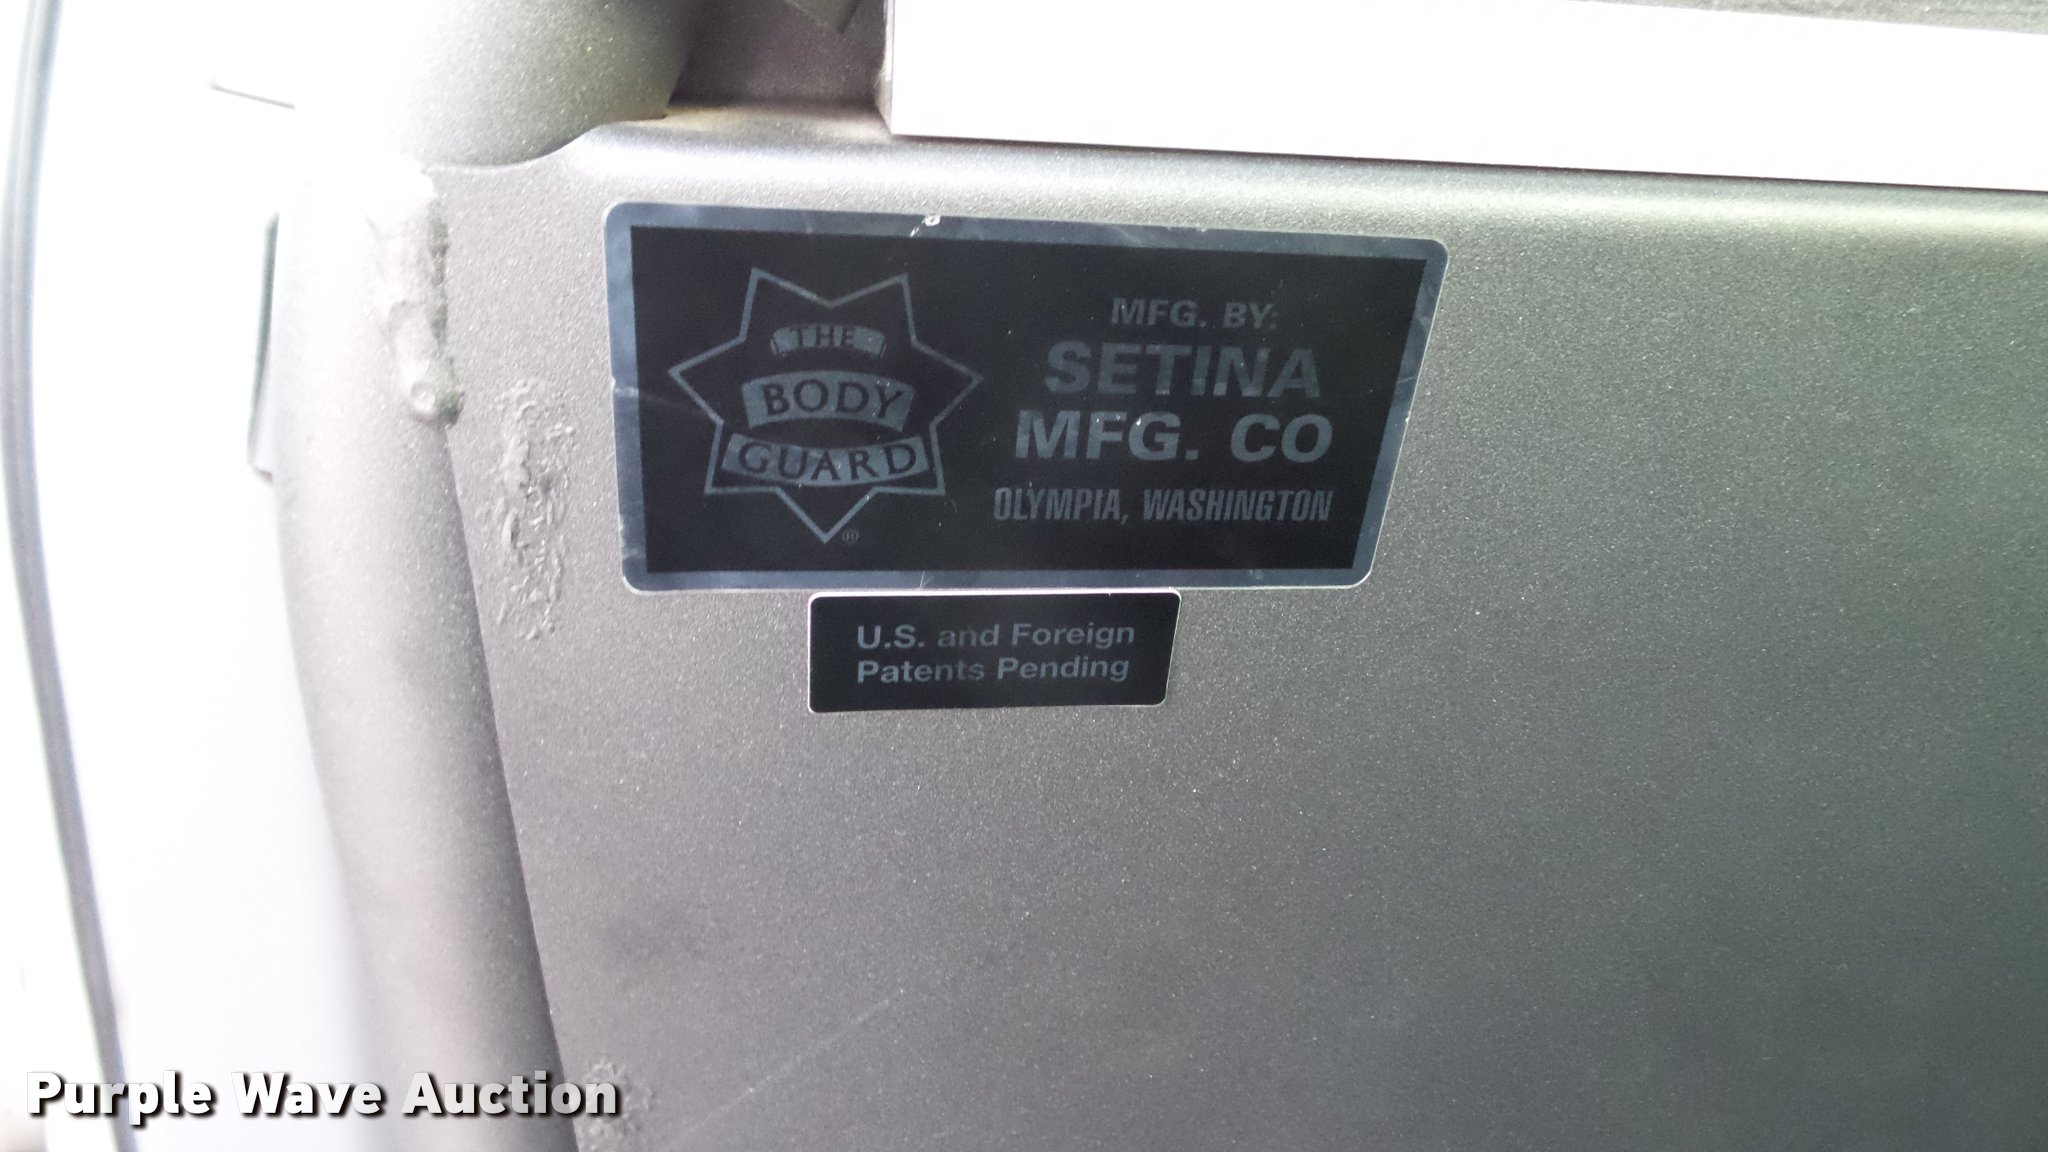 THE
BODY
GUARD
®
MFG. BY:
SETINA
MFG. CO
OLYMPIA, WASHINGTON
U.S. and Foreign
Patents Pending
Purple Wave Auction